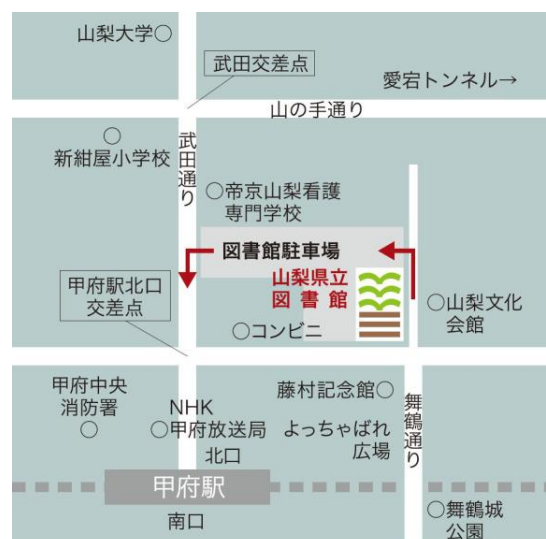 山梨大学○
武田交差点
愛宕トンネル→
山の手通り
○
新紺屋小学校
武田通り
○帝京山梨看護
専門学校
図書館駐車場
山梨県立
図書館
甲府駅北口
交差点
○コンビニ
○山梨文化
会館
甲府中央
消防署
○
NHK
○甲府放送局
北口
藤村記念館○
よっちゃばれ
広場
舞鶴通り
甲府駅
南口
○舞鶴城
公園